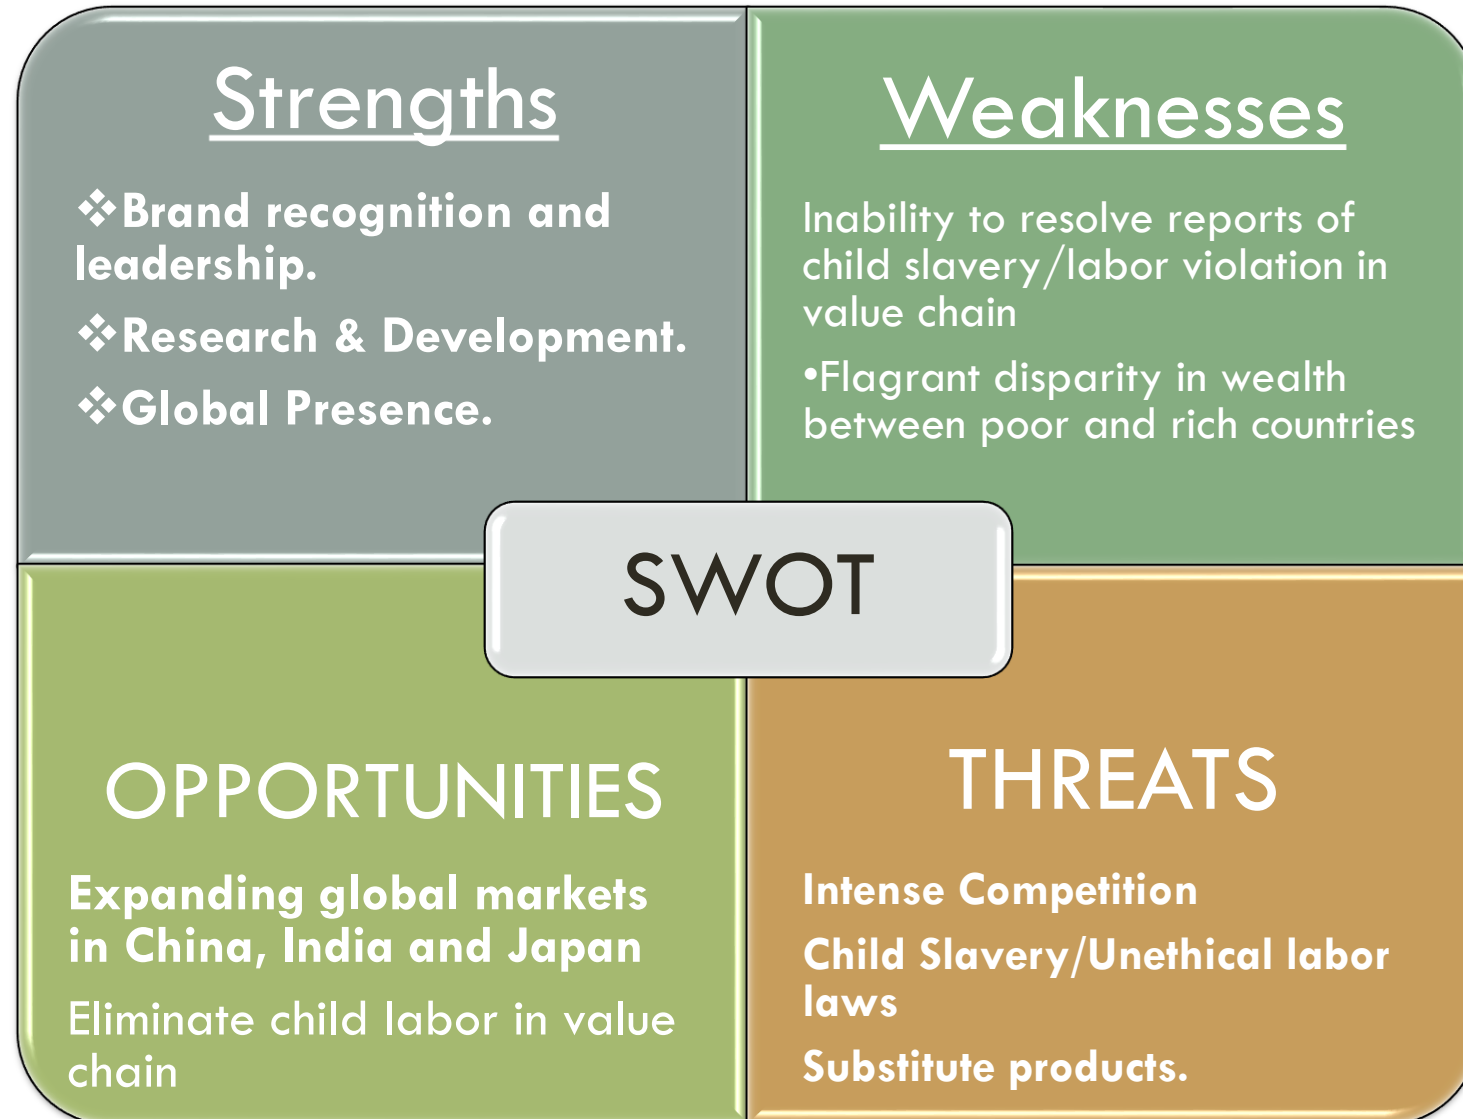 Strengths
❖Brand recognition and
leadership.
❖Research & Development.
❖Global Presence.
Weaknesses
Inability to resolve reports of
child slavery/labor violation in
value chain
•Flagrant disparity in wealth
between poor and rich countries
SWOT
OPPORTUNITIES
Expanding global markets
in China, India and Japan
Eliminate child labor in value
chain
THREATS
Intense Competition
Child Slavery/Unethical labor
laws
Substitute products.